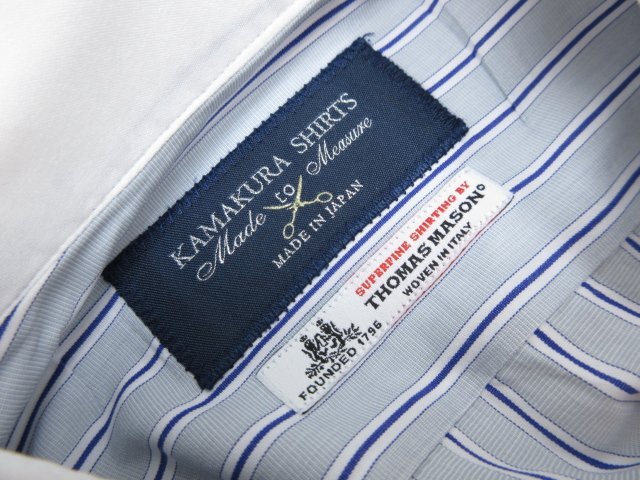 KAMAKURA SHIRTS
Made to Measure
MADE IN JAPAN
SUPERFINE SHIRTING BY
THOMAS MASON®
WOVEN IN ITALY
FOUNDED 1796